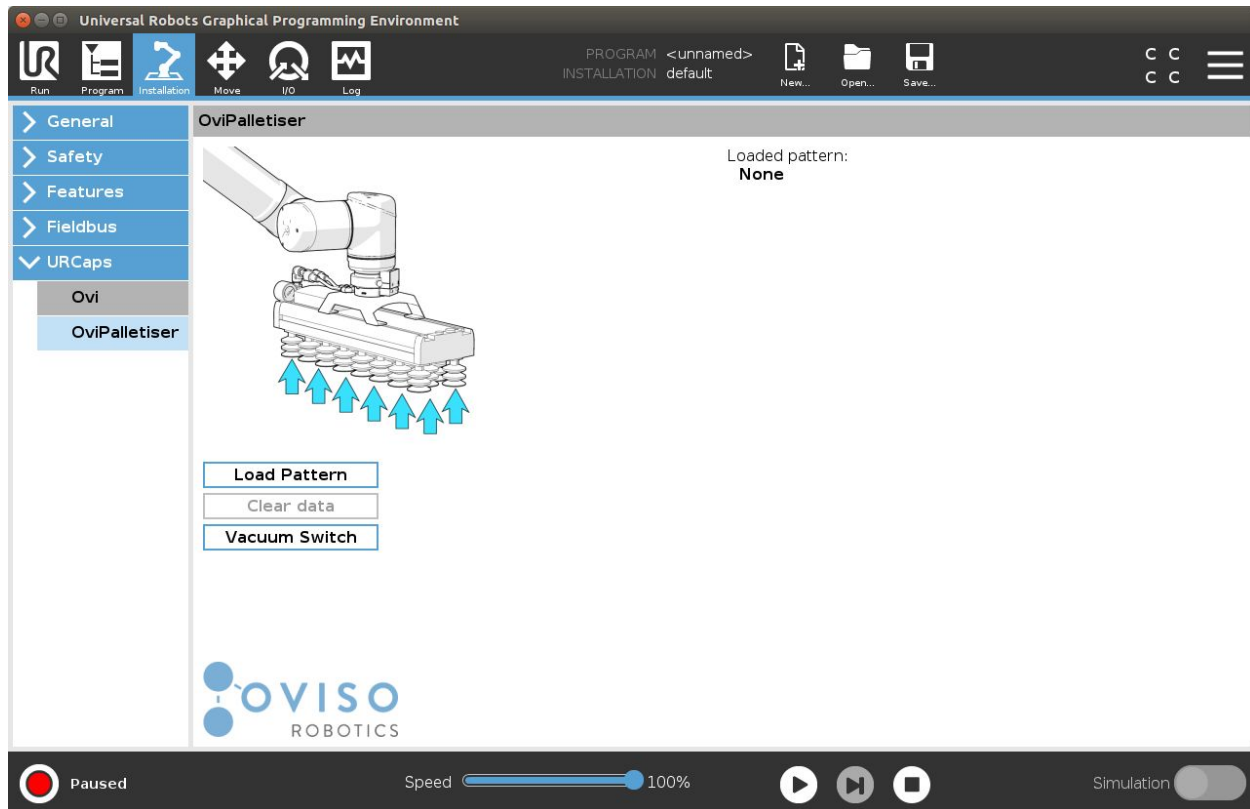 Universal Robots Graphical Programming Environment
UR
Run
Program
Installation
Move
I/O
Log
PROGRAM <unnamed>
INSTALLATION default
New...
Open...
Save...
C C
C C
General
Safety
Features
Fieldbus
URCaps
Ovi
OviPalletiser
OviPalletiser
Loaded pattern:
None
Load Pattern
Clear data
Vacuum Switch
OVISO
ROBOTICS
Paused
Speed
100%
Simulation